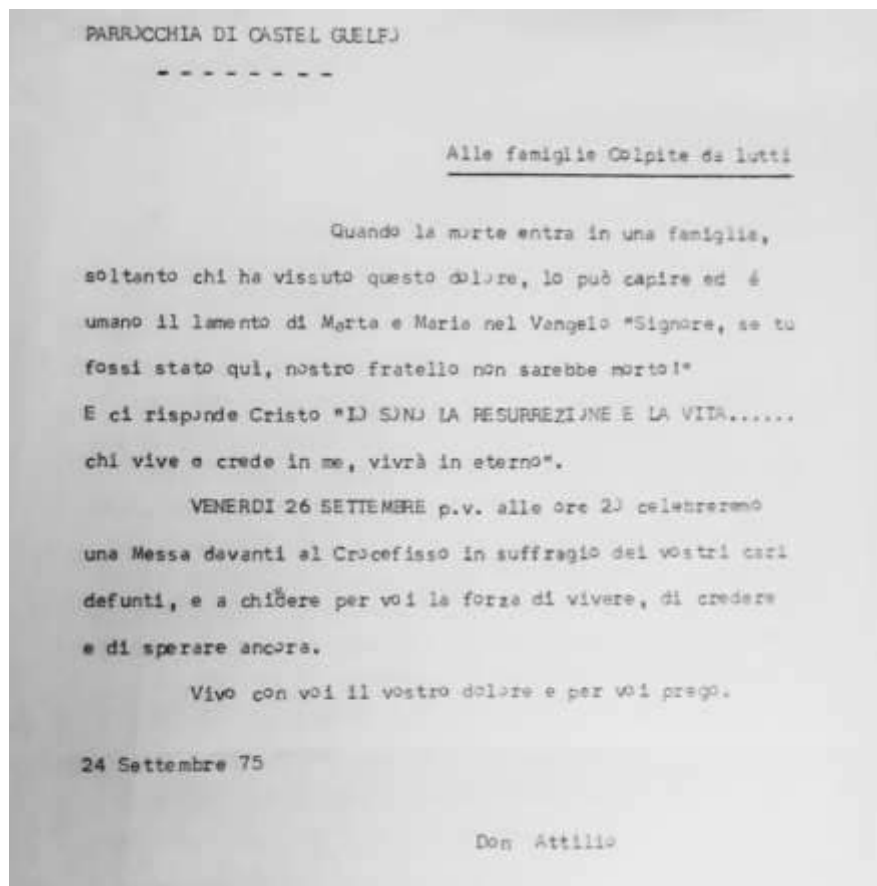 PARROCCHIA DI CASTEL GUELFO
- - - - - - - -
Alle famiglie Colpite da lutti
Quando la morte entra in una famiglia,
soltanto chi ha vissuto questo dolore, lo può capire ed é
umano il lamento di Marta e Maria nel Vangelo "Signore, se tu
fossi stato quì, nostro fratello non sarebbe morto!"
E ci risponde Cristo "IO SONO LA RESURREZIONE E LA VITA......
chi vive e crede in me, vivrà in eterno".
VENERDI 26 SETTEMBRE p.v. alle ore 20 celebreremo
una Messa davanti al Crocefisso in suffragio dei vostri cari
defunti, e a chiedere per voi la forza di vivere, di credere
e di sperare ancora.
Vivo con voi il vostro dolore e per voi prego.
24 Settembre 75
Don Attilio